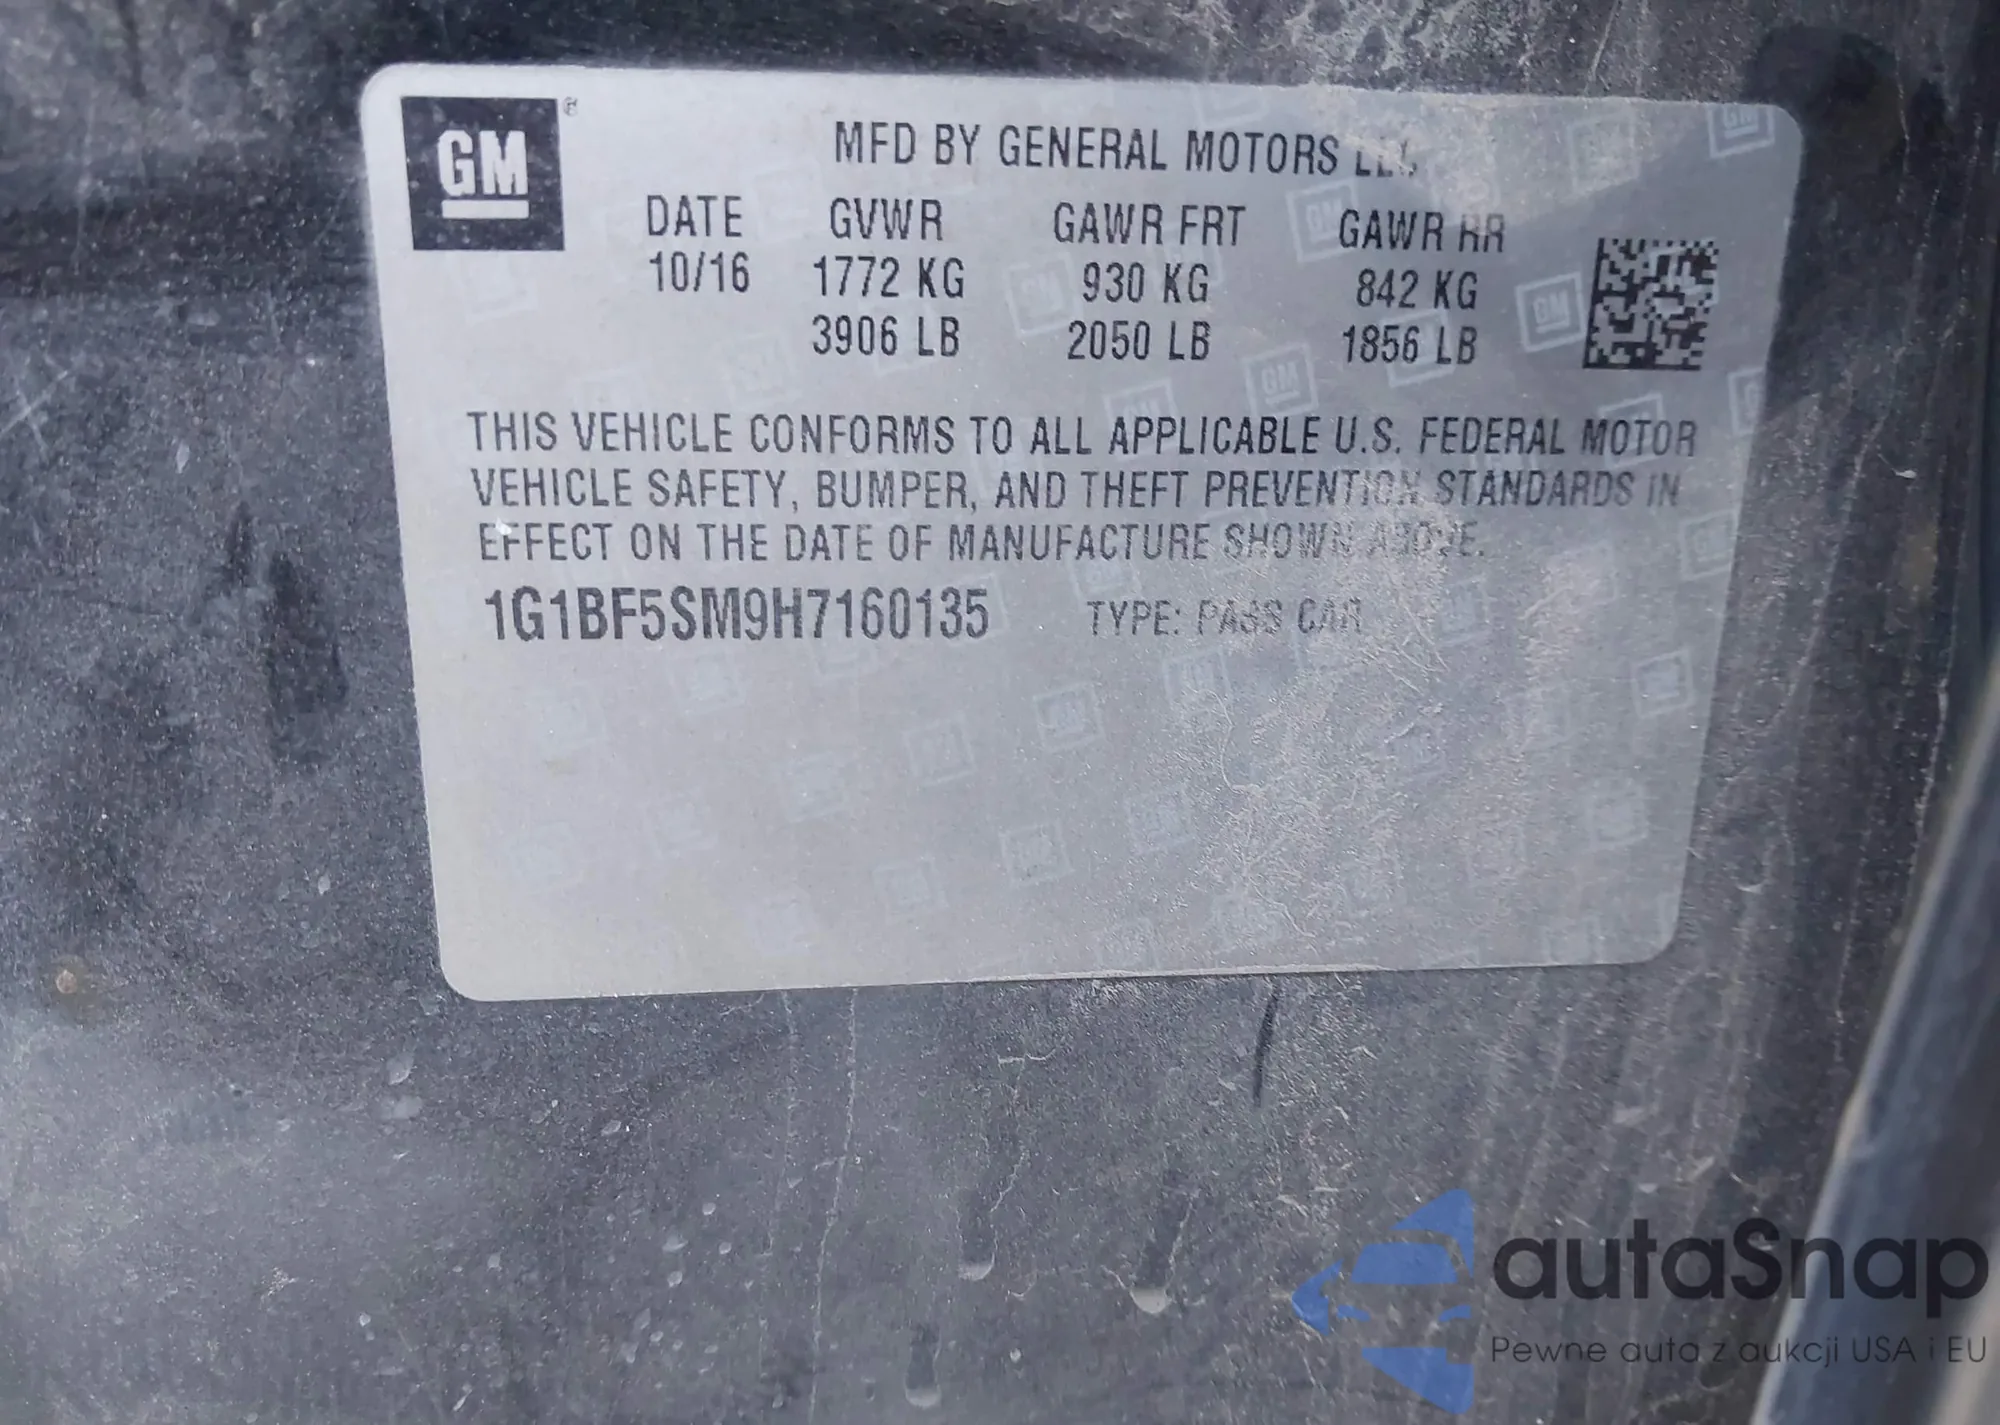 GM
MFD BY GENERAL MOTORS LLC
DATE GVWR GAWR FRT GAWR RR
10/16 1772 KG 930 KG 842 KG
3906 LB 2050 LB 1856 LB
THIS VEHICLE CONFORMS TO ALL APPLICABLE U.S. FEDERAL MOTOR
VEHICLE SAFETY, BUMPER, AND THEFT PREVENTION STANDARDS IN
EFFECT ON THE DATE OF MANUFACTURE SHOWN ABOVE.
1G1BF5SM9H7160135 TYPE: PASS CAR
autaSnap
Pewne auta z aukcji USA i EU